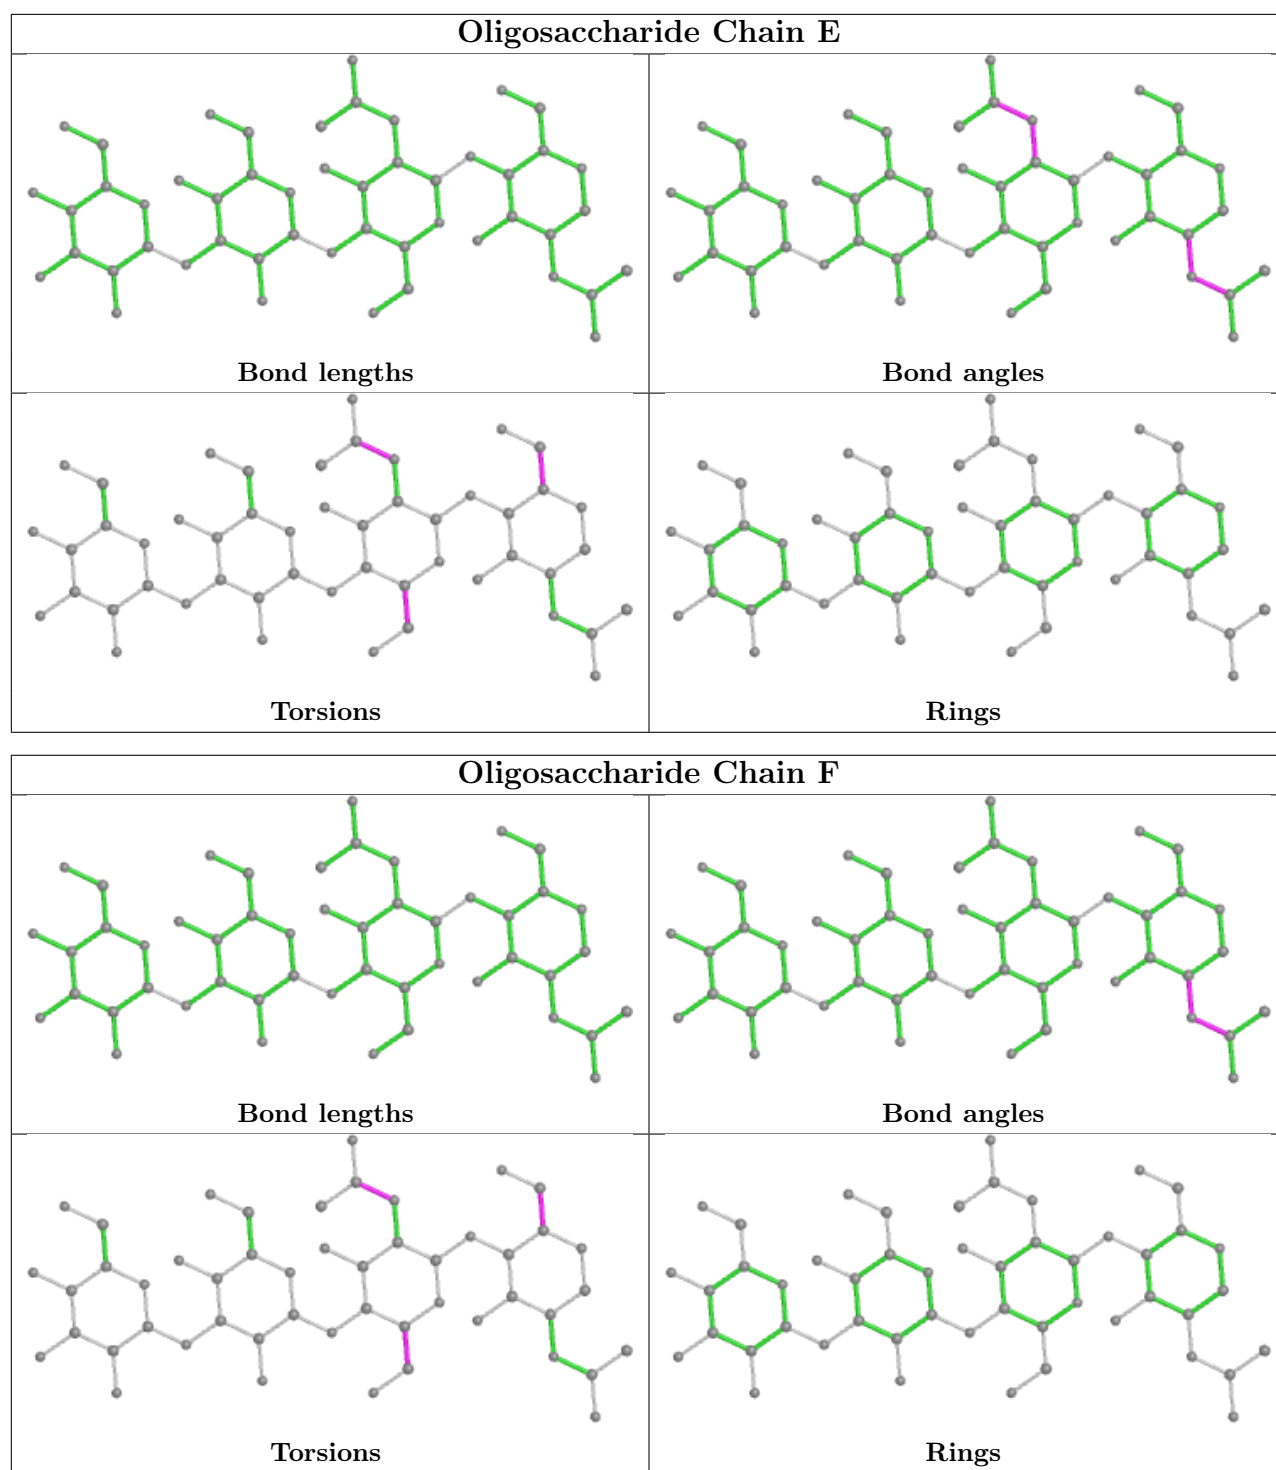 Oligosaccharide Chain E
Bond lengths
Bond angles
Torsions
Rings
Oligosaccharide Chain F
Bond lengths
Bond angles
Torsions
Rings